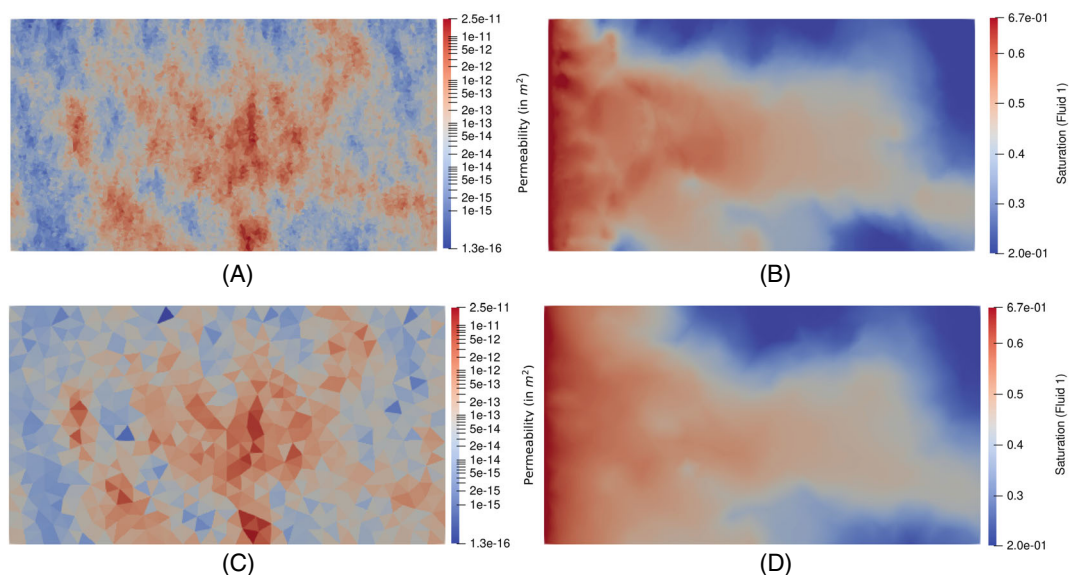 2.5e-11
1e-11
5e-12
2e-12
1e-12
5e-13
2e-13
1e-13
5e-14
2e-14
1e-14
5e-15
2e-15
1e-15
1.3e-16
Permeability (in m²)
(A)
6.7e-01
0.6
0.5
0.4
0.3
2.0e-01
Saturation (Fluid 1)
(B)
2.5e-11
1e-11
5e-12
2e-12
1e-12
5e-13
2e-13
1e-13
5e-14
2e-14
1e-14
5e-15
2e-15
1e-15
1.3e-16
Permeability (in m²)
(C)
6.7e-01
0.6
0.5
0.4
0.3
2.0e-01
Saturation (Fluid 1)
(D)